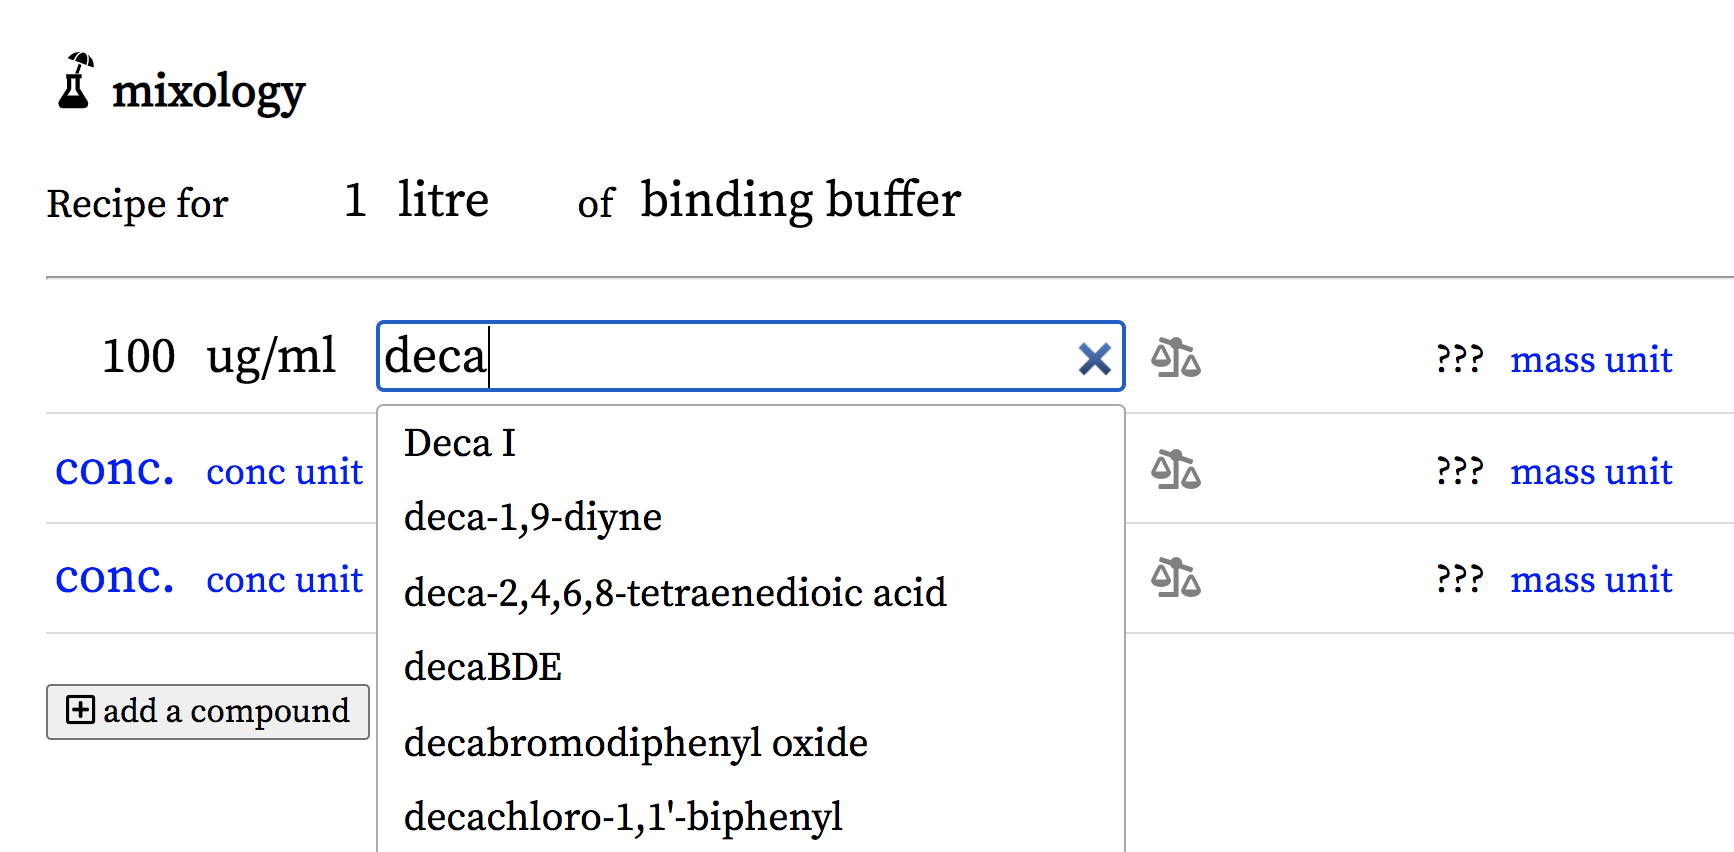 mixology
Recipe for 1 litre of binding buffer
100 ug/ml deca ??? mass unit
Deca I
conc. conc unit ??? mass unit
deca-1,9-diyne
conc. conc unit ??? mass unit
deca-2,4,6,8-tetraenedioic acid
decaBDE
add a compound
decabromodiphenyl oxide
decachloro-1,1'-biphenyl